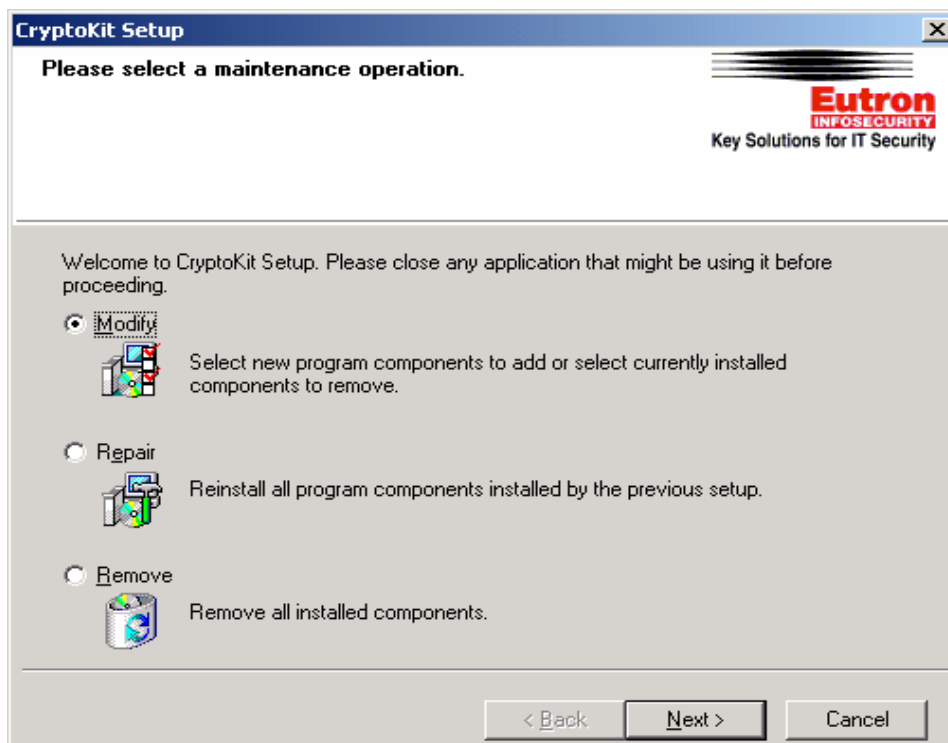 CryptoKit Setup
Please select a maintenance operation.
Eutron
INFOSECURITY
Key Solutions for IT Security
Welcome to CryptoKit Setup. Please close any application that might be using it before
proceeding.
Modify
Select new program components to add or select currently installed
components to remove.
Repair
Reinstall all program components installed by the previous setup.
Remove
Remove all installed components.
< Back
Next >
Cancel